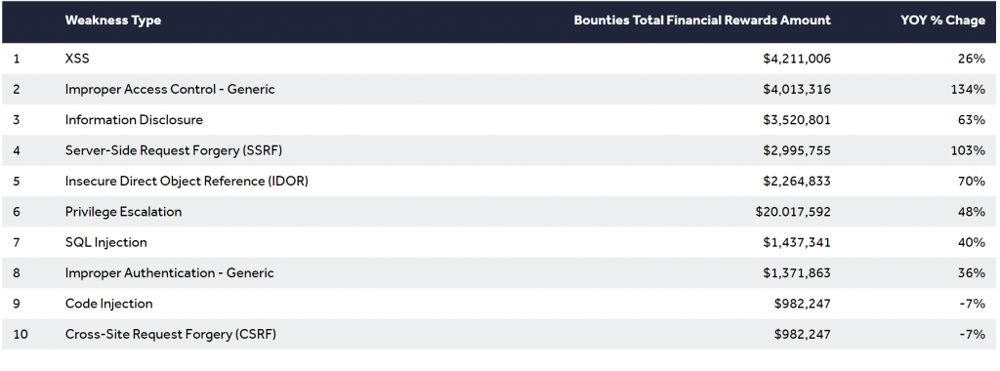 Weakness Type Bounties Total Financial Rewards Amount YOY % Chage
1 XSS $4,211,006 26%
2 Improper Access Control - Generic $4,013,316 134%
3 Information Disclosure $3,520,801 63%
4 Server-Side Request Forgery (SSRF) $2,995,755 103%
5 Insecure Direct Object Reference (IDOR) $2,264,833 70%
6 Privilege Escalation $20.017,592 48%
7 SQL Injection $1,437,341 40%
8 Improper Authentication - Generic $1,371,863 36%
9 Code Injection $982,247 -7%
10 Cross-Site Request Forgery (CSRF) $982,247 -7%